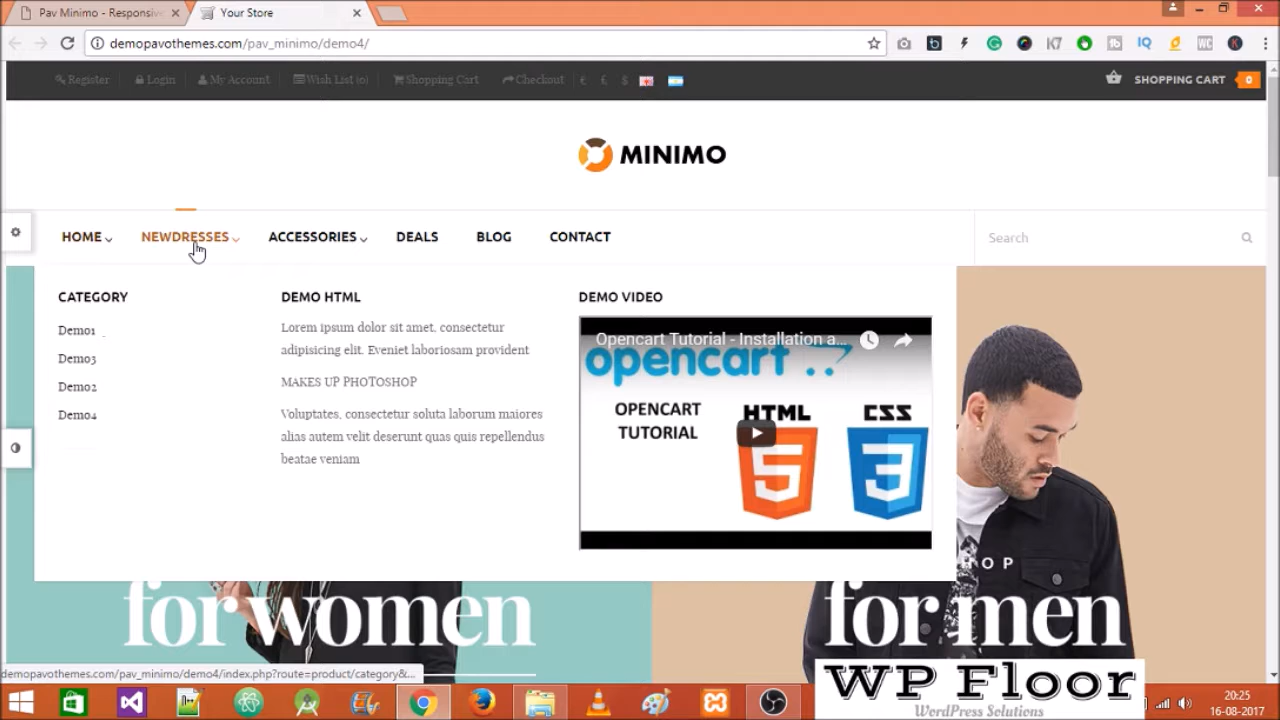 Pav Minimo - Responsive
Your Store
demopavothemes.com/pav_minimo/demo4/
Register
Login
My Account
Wish List (0)
Shopping Cart
Checkout
€
£
$
SHOPPING CART 0
MINIMO
HOME
NEWDRESSES
ACCESSORIES
DEALS
BLOG
CONTACT
Search
CATEGORY
Demo1
Demo3
Demo2
Demo4
DEMO HTML
Lorem ipsum dolor sit amet, consectetur
adipisicing elit. Eveniet laboriosam provident
MAKES UP PHOTOSHOP
Voluptates, consectetur soluta laborum maiores
alias autem velit deserunt quas quis repellendus
beatae veniam
DEMO VIDEO
Opencart Tutorial - Installation a...
opencart
OPENCART
TUTORIAL
HTML
5
CSS
3
HOP
for women
for men
demopavothemes.com/pav_minimo/demo4/index.php?route=product/category&...
WP Floor
WordPress Solutions
20:25
16-08-2017